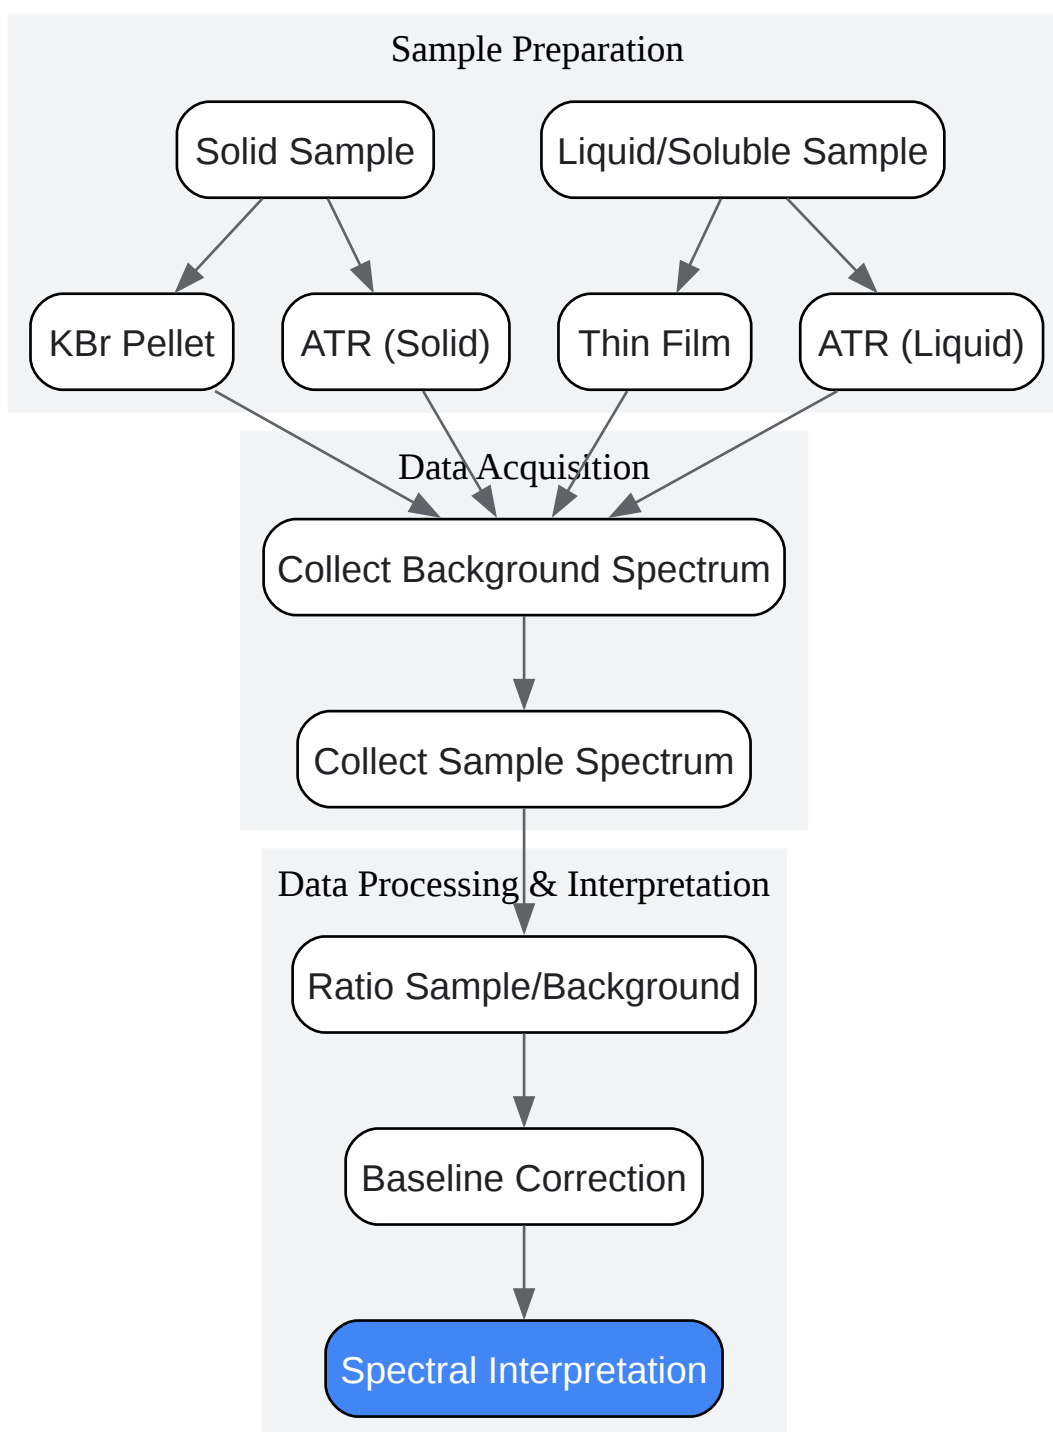 Sample Preparation
Solid Sample
Liquid/Soluble Sample
KBr Pellet
ATR (Solid)
Thin Film
ATR (Liquid)
Data Acquisition
Collect Background Spectrum
Collect Sample Spectrum
Data Processing & Interpretation
Ratio Sample/Background
Baseline Correction
Spectral Interpretation